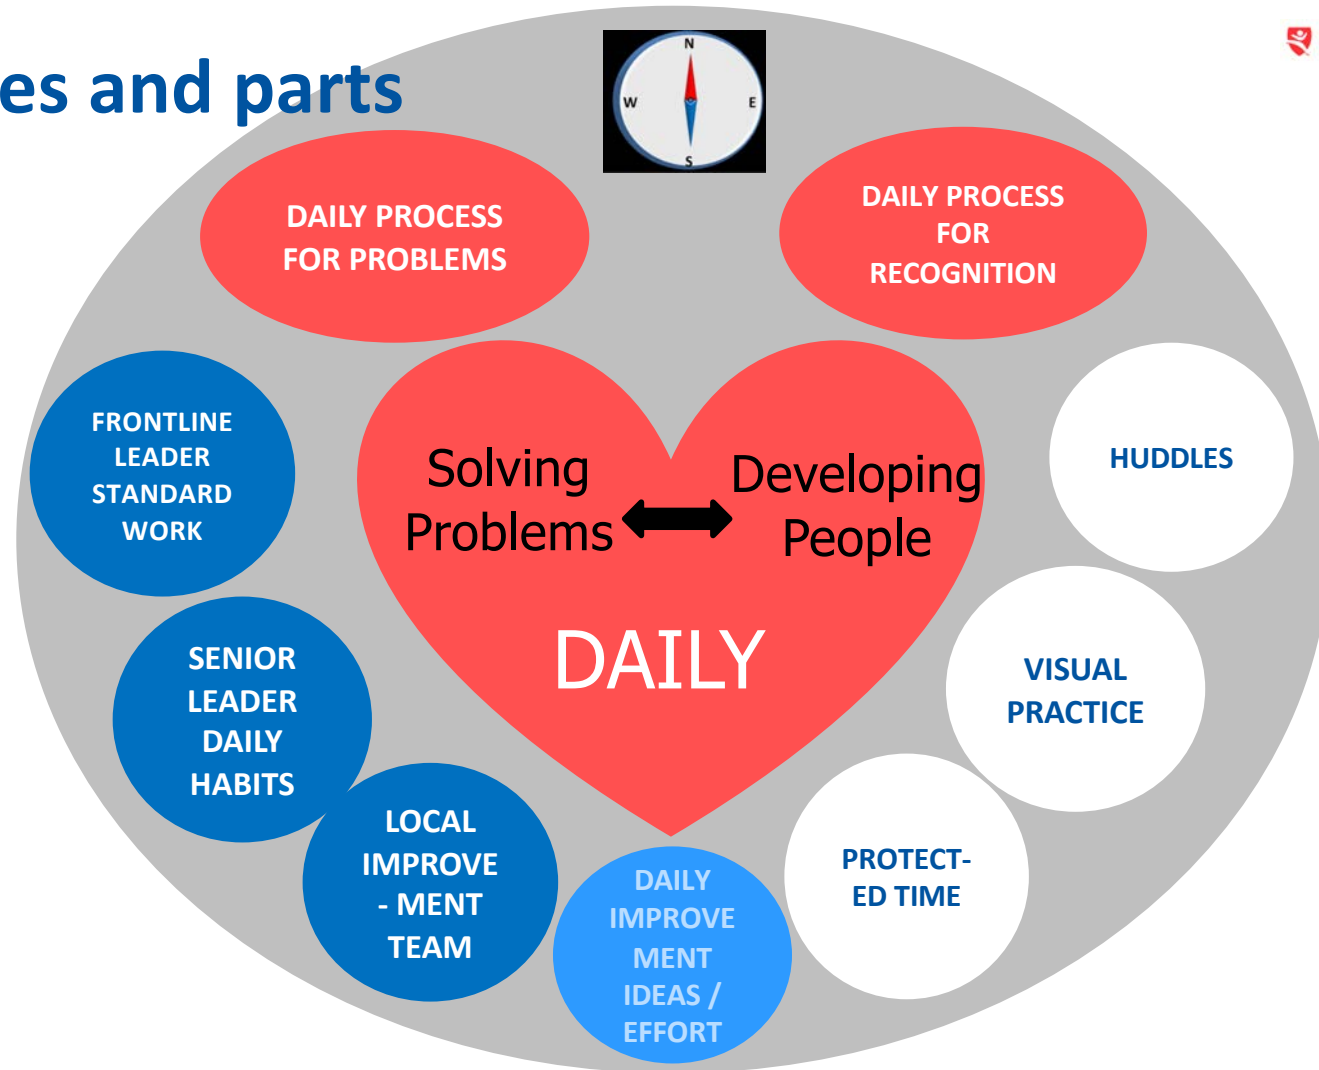 es and parts
N
W
E
S
DAILY PROCESS
FOR PROBLEMS
DAILY PROCESS
FOR
RECOGNITION
FRONTLINE
LEADER
STANDARD
WORK
Solving
Problems
Developing
People
DAILY
HUDDLES
SENIOR
LEADER
DAILY
HABITS
VISUAL
PRACTICE
LOCAL
IMPROVE
- MENT
TEAM
DAILY
IMPROVE
MENT
IDEAS /
EFFORT
PROTECT-
ED TIME